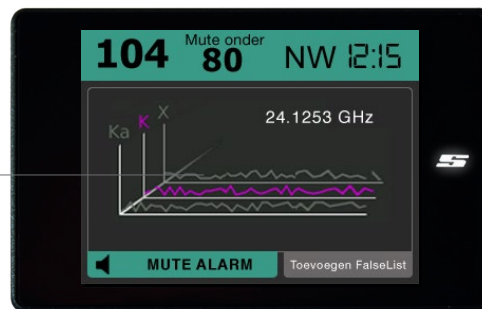 104 Mute onder 80 NW 12:15
X
K
Ka
24.1253 GHz
MUTE ALARM Toevoegen FalseList